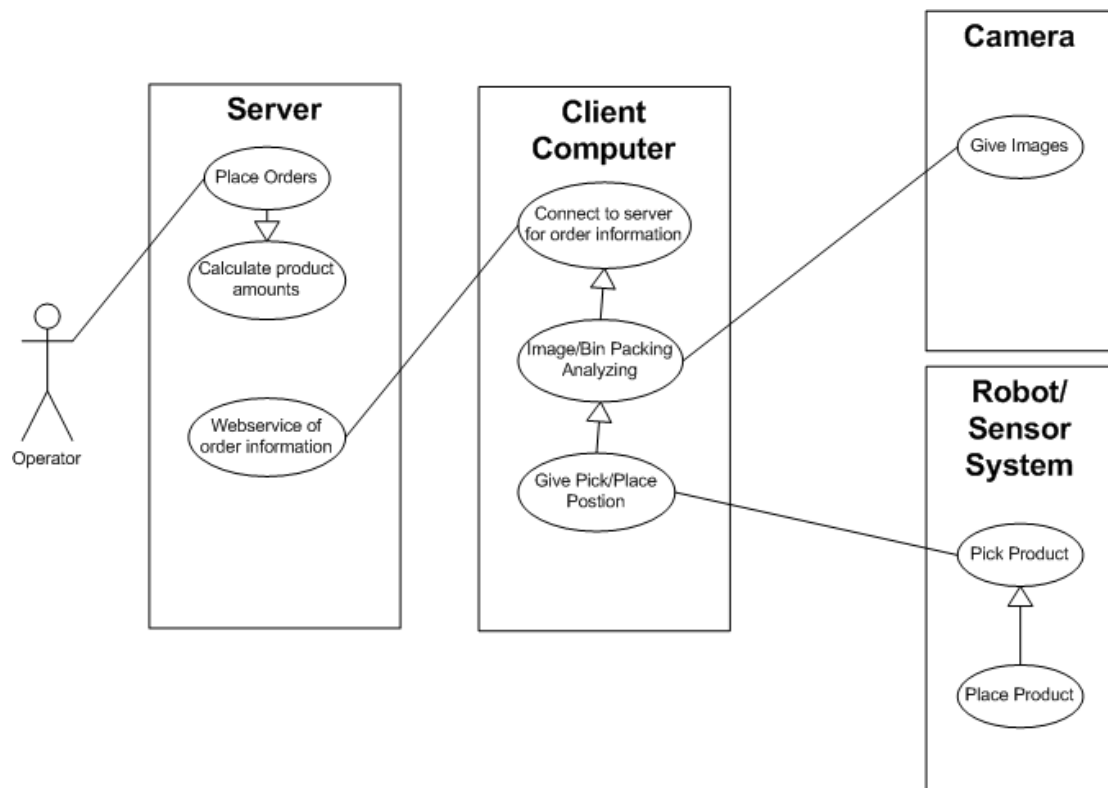 Camera
Give Images
Server
Place Orders
Calculate product
amounts
Webservice of
order information
Operator
Client
Computer
Connect to server
for order information
Image/Bin Packing
Analyzing
Give Pick/Place
Postion
Robot/
Sensor
System
Pick Product
Place Product